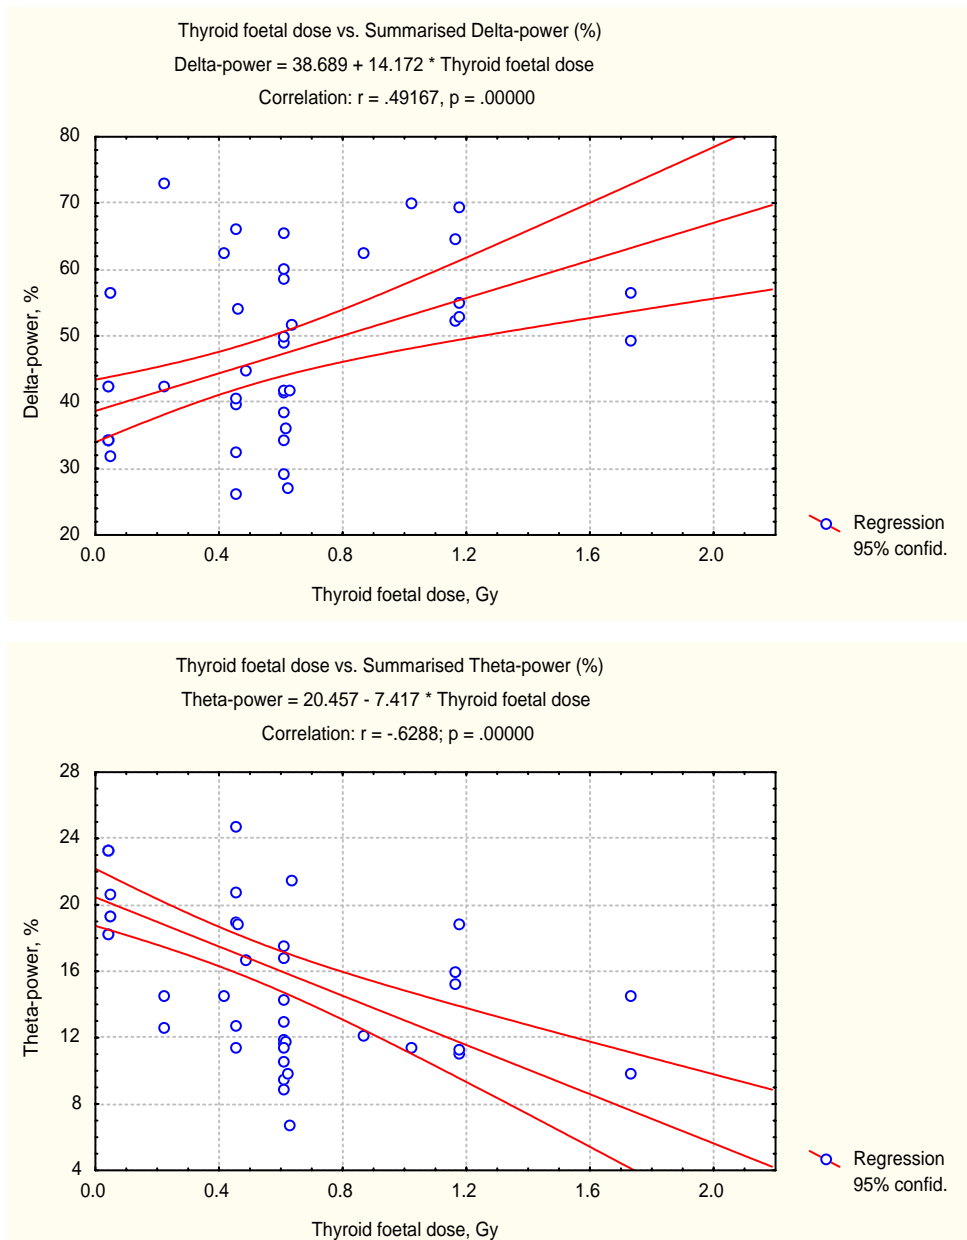 Thyroid foetal dose vs. Summarised Delta-power (%)
Delta-power = 38.689 + 14.172 * Thyroid foetal dose
Correlation: r = .49167, p = .00000
80
70
60
50
40
30
20
Delta-power, %
0.0 0.4 0.8 1.2 1.6 2.0
Thyroid foetal dose, Gy
Regression
95% confid.
Thyroid foetal dose vs. Summarised Theta-power (%)
Theta-power = 20.457 - 7.417 * Thyroid foetal dose
Correlation: r = -.6288; p = .00000
28
24
20
16
12
8
4
Theta-power, %
0.0 0.4 0.8 1.2 1.6 2.0
Thyroid foetal dose, Gy
Regression
95% confid.